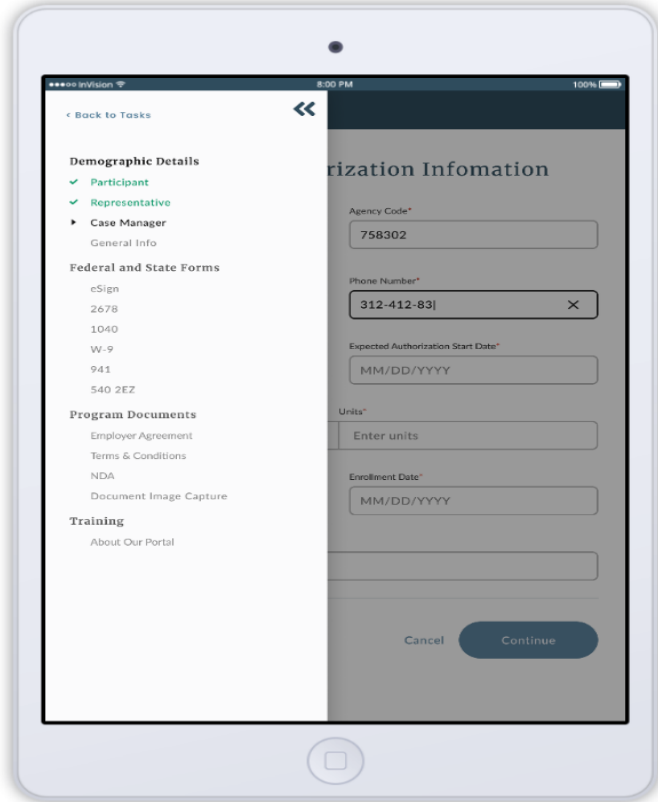 InVision
8:00 PM
100%
< Back to Tasks
Demographic Details
Participant
Representative
Case Manager
General Info
Federal and State Forms
eSign
2678
1040
W-9
941
540 2EZ
Program Documents
Employer Agreement
Terms & Conditions
NDA
Document Image Capture
Training
About Our Portal
rization Infomation
Agency Code*
758302
Phone Number*
312-412-83
Expected Authorization Start Date*
MM/DD/YYYY
Units*
Enter units
Enrollment Date*
MM/DD/YYYY
Cancel
Continue